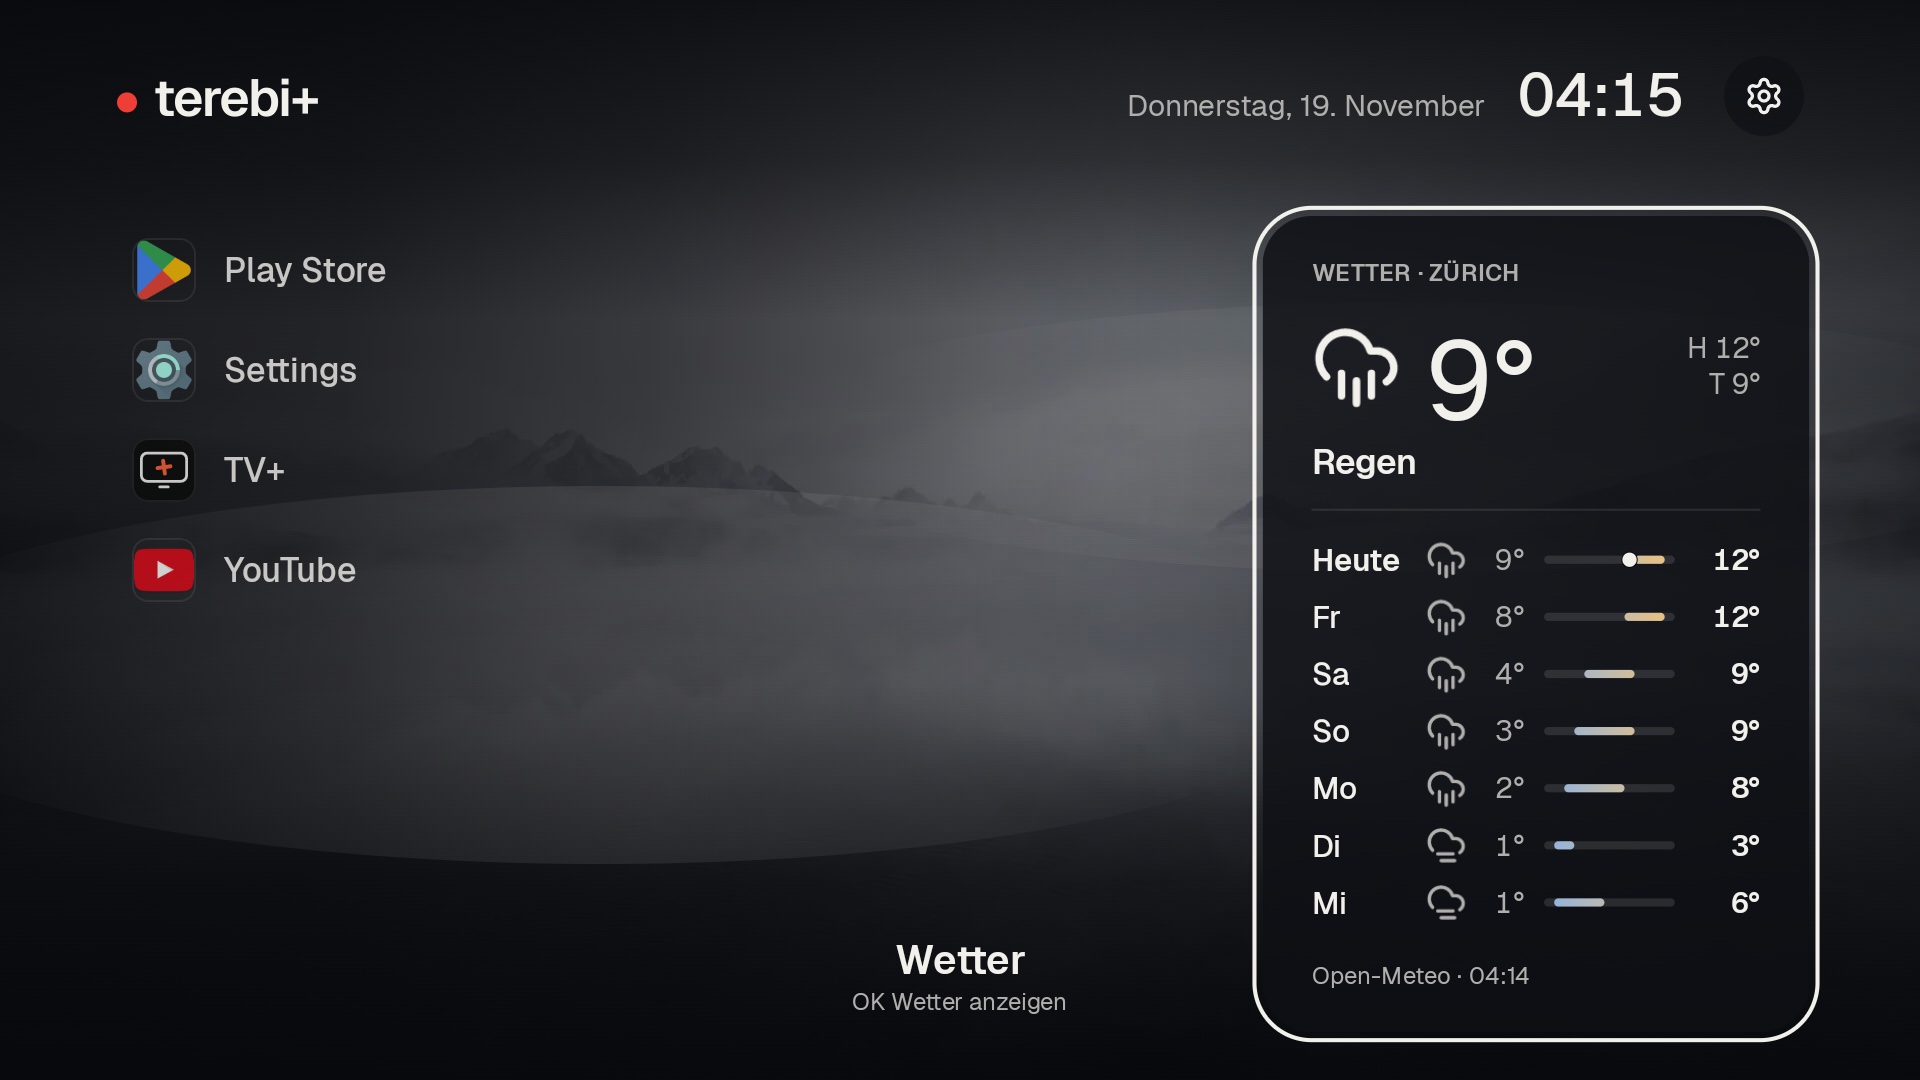 terebi+
Donnerstag, 19. November 04:15
Play Store
Settings
TV+
YouTube
WETTER · ZÜRICH
9°
H 12°
T 9°
Regen
Heute 9° 12°
Fr 8° 12°
Sa 4° 9°
So 3° 9°
Mo 2° 8°
Di 1° 3°
Mi 1° 6°
Open-Meteo · 04:14
Wetter
OK Wetter anzeigen